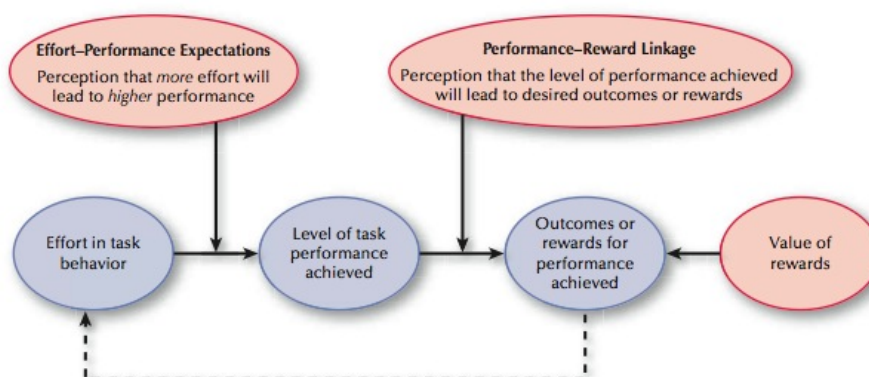 Effort–Performance Expectations
Perception that more effort will
lead to higher performance
Performance–Reward Linkage
Perception that the level of performance achieved
will lead to desired outcomes or rewards
Effort in task
behavior
Level of task
performance
achieved
Outcomes or
rewards for
performance
achieved
Value of
rewards